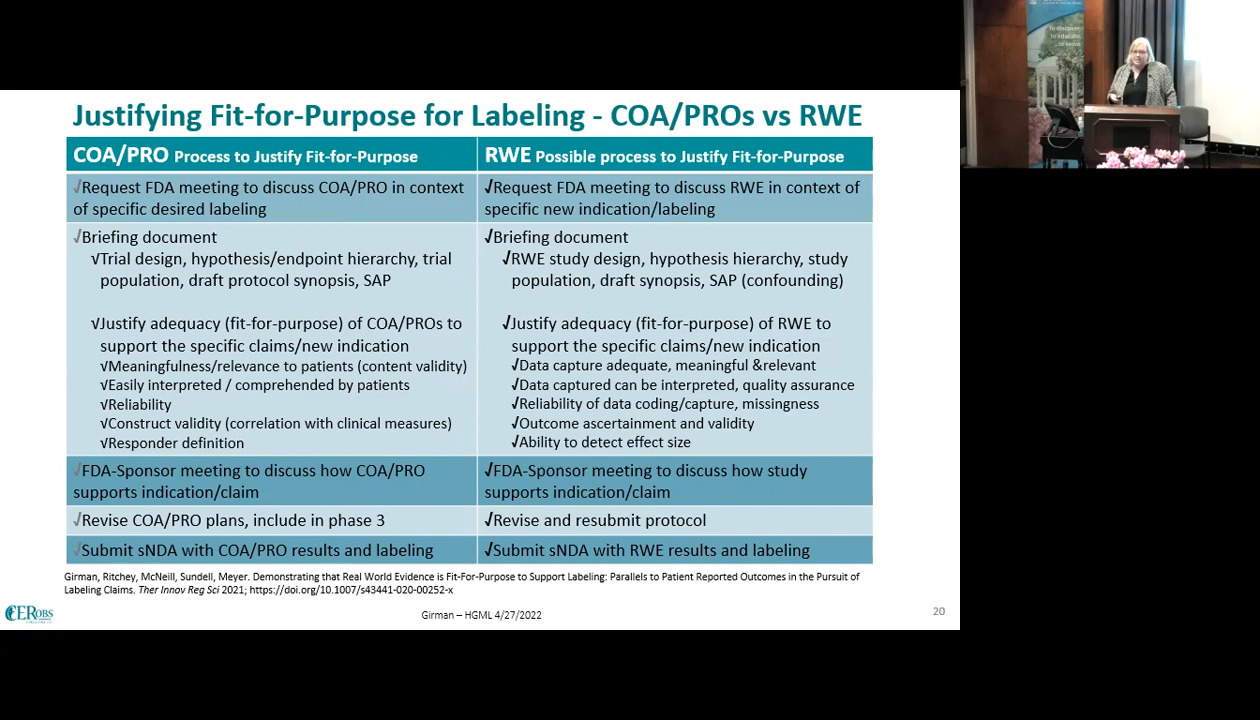 To discover
to educate,
...to serve
Justifying Fit-for-Purpose for Labeling - COA/PROs vs RWE
COA/PRO Process to Justify Fit-for-Purpose
RWE Possible process to Justify Fit-for-Purpose
√Request FDA meeting to discuss COA/PRO in context
of specific desired labeling
√Request FDA meeting to discuss RWE in context of
specific new indication/labeling
√Briefing document
√Trial design, hypothesis/endpoint hierarchy, trial
population, draft protocol synopsis, SAP
√Justify adequacy (fit-for-purpose) of COA/PROs to
support the specific claims/new indication
√Meaningfulness/relevance to patients (content validity)
√Easily interpreted / comprehended by patients
√Reliability
√Construct validity (correlation with clinical measures)
√Responder definition
√Briefing document
√RWE study design, hypothesis hierarchy, study
population, draft synopsis, SAP (confounding)
√Justify adequacy (fit-for-purpose) of RWE to
support the specific claims/new indication
√Data capture adequate, meaningful &relevant
√Data captured can be interpreted, quality assurance
√Reliability of data coding/capture, missingness
√Outcome ascertainment and validity
√Ability to detect effect size
√FDA-Sponsor meeting to discuss how COA/PRO
supports indication/claim
√FDA-Sponsor meeting to discuss how study
supports indication/claim
√Revise COA/PRO plans, include in phase 3
√Revise and resubmit protocol
√Submit sNDA with COA/PRO results and labeling
√Submit sNDA with RWE results and labeling
Girman, Ritchey, McNeill, Sundell, Meyer. Demonstrating that Real World Evidence is Fit-For-Purpose to Support Labeling: Parallels to Patient Reported Outcomes in the Pursuit of
Labeling Claims. Ther Innov Reg Sci 2021; https://doi.org/10.1007/s43441-020-00252-x
CERobs
Girman – HGML 4/27/2022
20